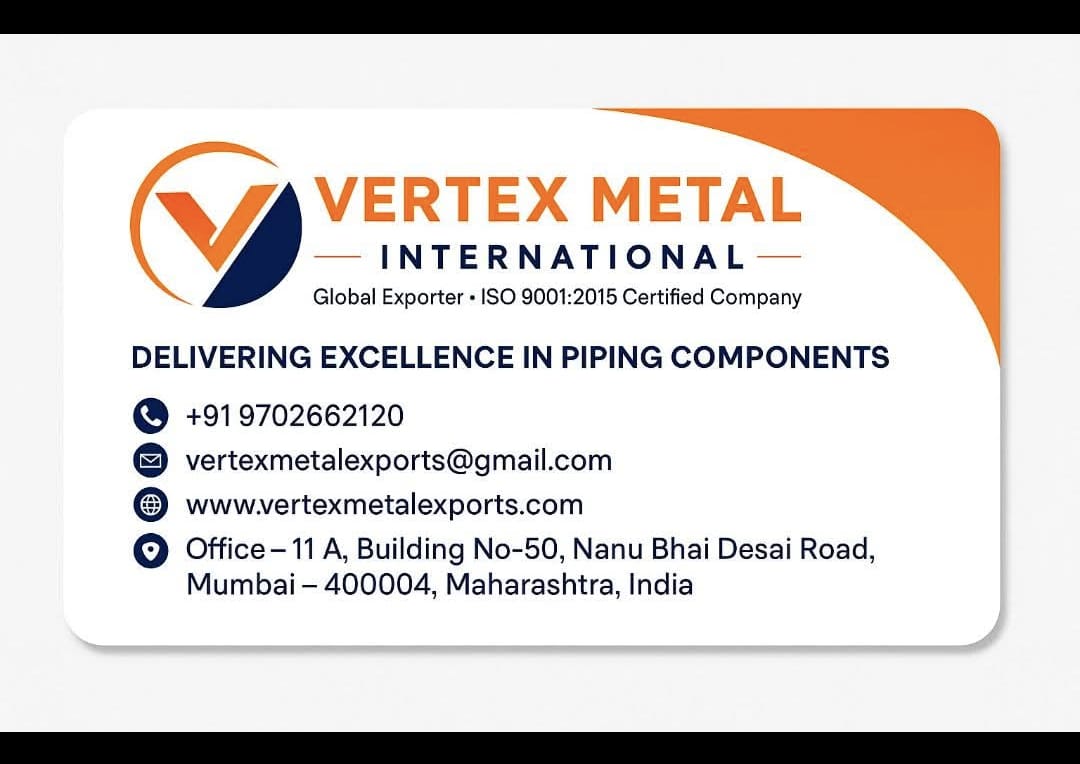 VERTEX METAL
INTERNATIONAL
Global Exporter • ISO 9001:2015 Certified Company
DELIVERING EXCELLENCE IN PIPING COMPONENTS
+91 9702662120
vertexmetalexports@gmail.com
www.vertexmetalexports.com
Office – 11 A, Building No-50, Nanu Bhai Desai Road,
Mumbai – 400004, Maharashtra, India